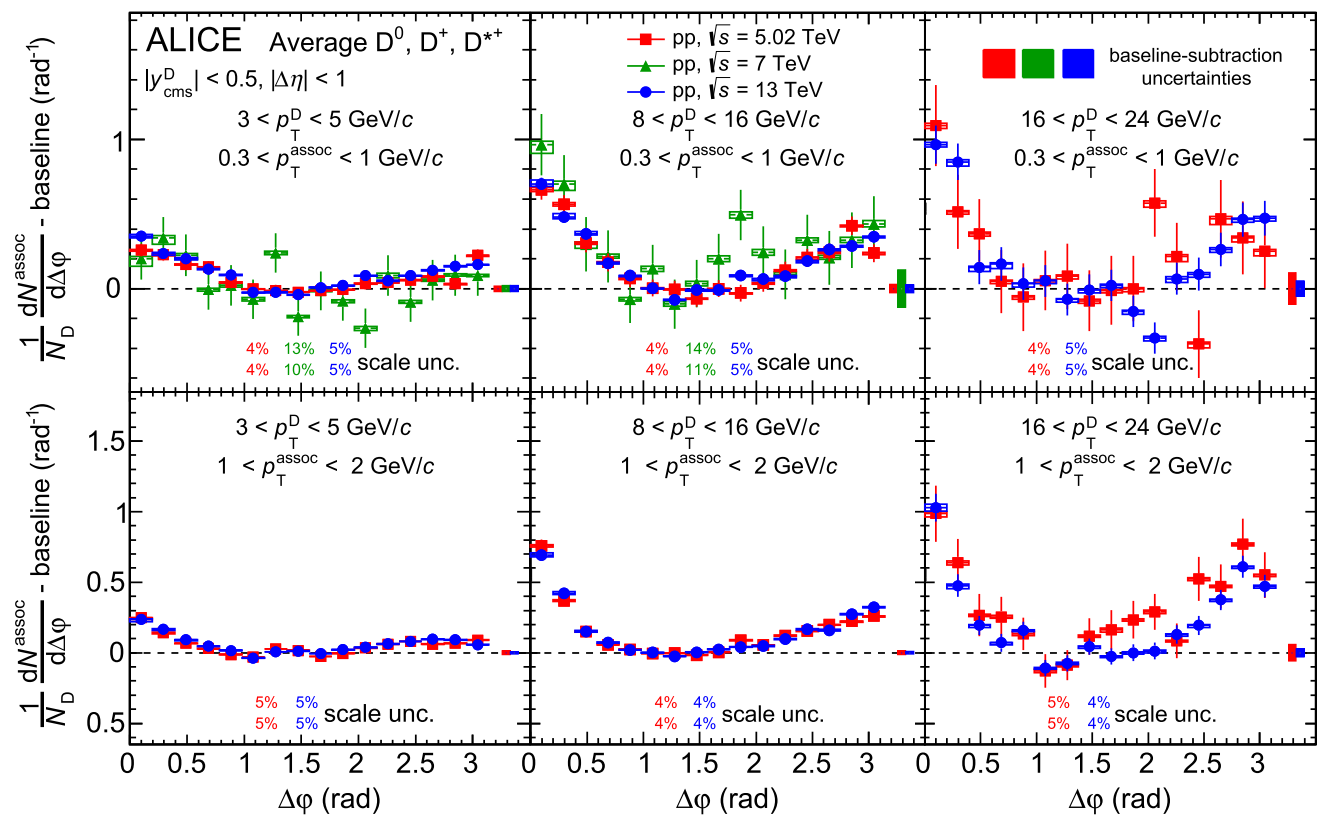 ALICE Average D⁰, D⁺, D*⁺
|y^D_cms| < 0.5, |Δη| < 1
3 < p_T^D < 5 GeV/c
0.3 < p_T^assoc < 1 GeV/c
pp, √s = 5.02 TeV
pp, √s = 7 TeV
pp, √s = 13 TeV
8 < p_T^D < 16 GeV/c
0.3 < p_T^assoc < 1 GeV/c
baseline-subtraction
uncertainties
16 < p_T^D < 24 GeV/c
0.3 < p_T^assoc < 1 GeV/c
1/N_D dN^assoc/dΔφ - baseline (rad⁻¹)
1
0
4% 13% 5%
4% 10% 5%
scale unc.
4% 14% 5%
4% 11% 5%
scale unc.
4% 5%
4% 5%
scale unc.
3 < p_T^D < 5 GeV/c
1 < p_T^assoc < 2 GeV/c
8 < p_T^D < 16 GeV/c
1 < p_T^assoc < 2 GeV/c
16 < p_T^D < 24 GeV/c
1 < p_T^assoc < 2 GeV/c
1/N_D dN^assoc/dΔφ - baseline (rad⁻¹)
1.5
1
0.5
0
0.5
5% 5%
5% 5%
scale unc.
4% 4%
4% 4%
scale unc.
5% 4%
5% 4%
scale unc.
0 0.5 1 1.5 2 2.5 3
0 0.5 1 1.5 2 2.5 3
0 0.5 1 1.5 2 2.5 3
Δφ (rad)
Δφ (rad)
Δφ (rad)